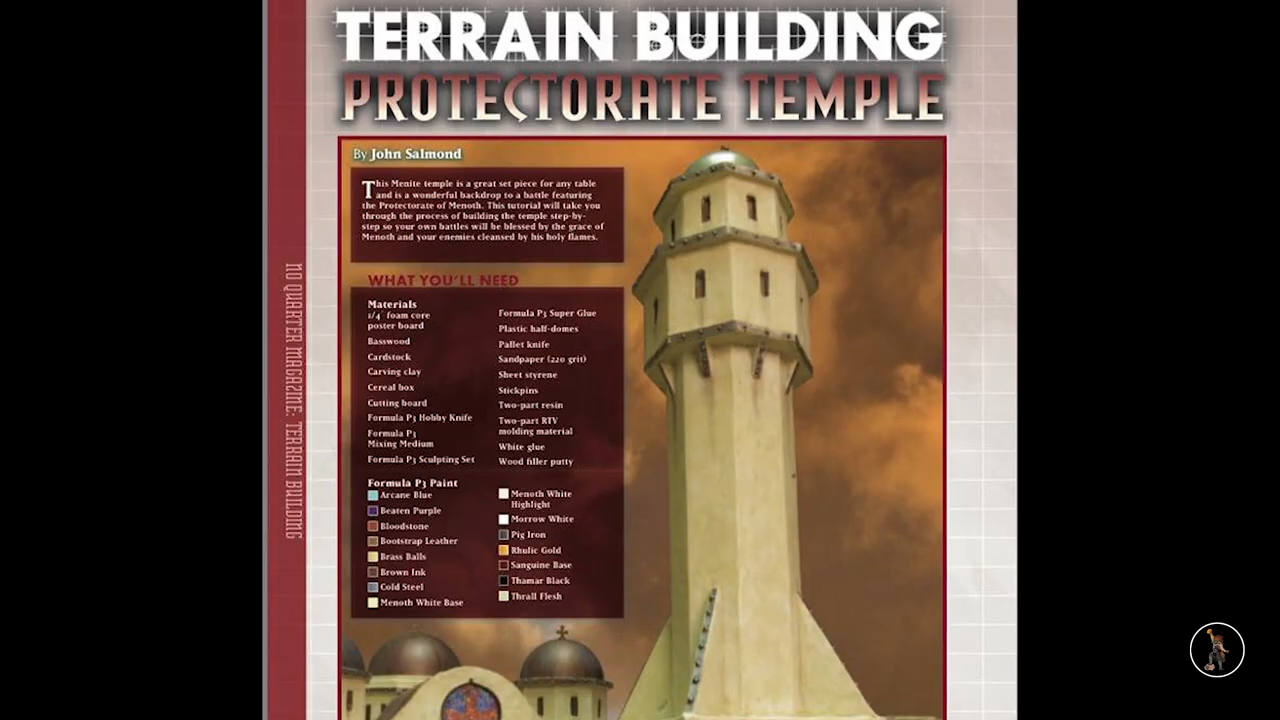 TERRAIN BUILDING
PROTECTORATE TEMPLE
By John Salmond
This Menite temple is a great set piece for any table
and is a wonderful backdrop to a battle featuring
the Protectorate of Menoth. This tutorial will take you
through the process of building the temple step-by-
step so your own battles will be blessed by the grace of
Menoth and your enemies cleansed by his holy flames.
WHAT YOU'LL NEED
Materials
1/4" foam core
poster board
Basswood
Cardstock
Carving clay
Cereal box
Cutting board
Formula P3 Hobby Knife
Formula P3
Mixing Medium
Formula P3 Sculpting Set
Formula P3 Super Glue
Plastic half-domes
Pallet knife
Sandpaper (220 grit)
Sheet styrene
Stickpins
Two-part resin
Two-part RTV
molding material
White glue
Wood filler putty
Formula P3 Paint
Arcane Blue
Beaten Purple
Bloodstone
Bootstrap Leather
Brass Balls
Brown Ink
Cold Steel
Menoth White Base
Menoth White
Highlight
Morrow White
Pig Iron
Rhulic Gold
Sanguine Base
Thamar Black
Thrall Flesh
NO QUARTER MAGAZINE: TERRAIN BUILDING